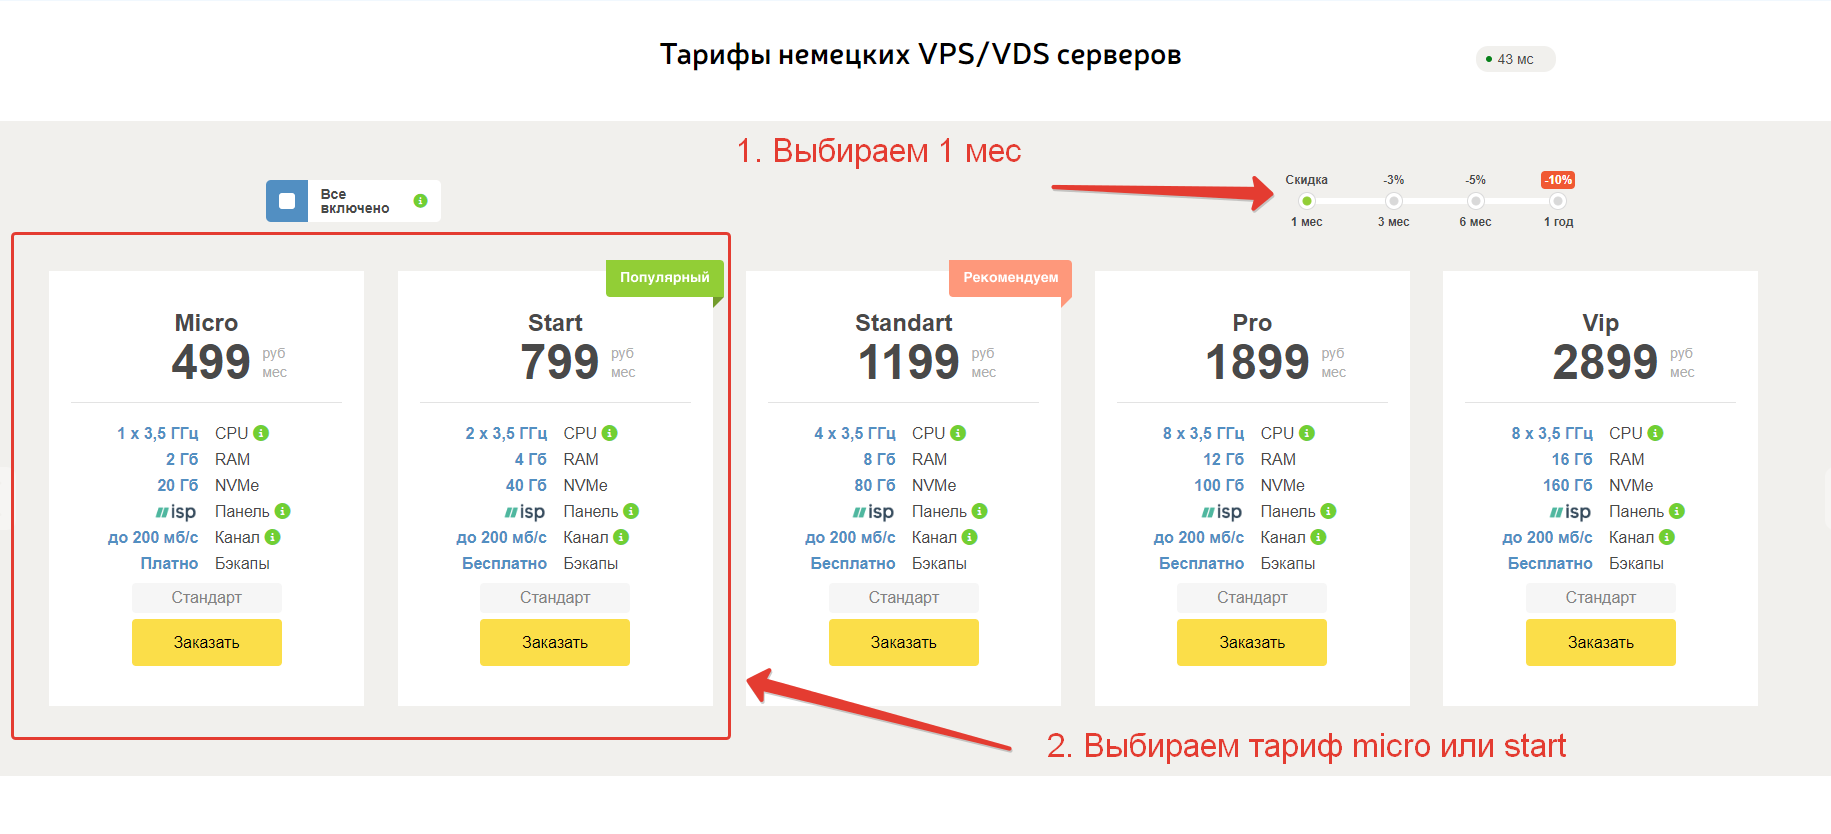 Тарифы немецких VPS/VDS серверов
43 мс
1. Выбираем 1 мес
Все
включено
Скидка -3% -5% -10%
1 мес 3 мес 6 мес 1 год
Популярный
Рекомендуем
Micro
499 руб
мес
1 x 3,5 ГГц CPU
2 Гб RAM
20 Гб NVMe
isp Панель
до 200 мб/с Канал
Платно Бэкапы
Стандарт
Заказать
Start
799 руб
мес
2 x 3,5 ГГц CPU
4 Гб RAM
40 Гб NVMe
isp Панель
до 200 мб/с Канал
Бесплатно Бэкапы
Стандарт
Заказать
Standart
1199 руб
мес
4 x 3,5 ГГц CPU
8 Гб RAM
80 Гб NVMe
isp Панель
до 200 мб/с Канал
Бесплатно Бэкапы
Стандарт
Заказать
Pro
1899 руб
мес
8 x 3,5 ГГц CPU
12 Гб RAM
100 Гб NVMe
isp Панель
до 200 мб/с Канал
Бесплатно Бэкапы
Стандарт
Заказать
Vip
2899 руб
мес
8 x 3,5 ГГц CPU
16 Гб RAM
160 Гб NVMe
isp Панель
до 200 мб/с Канал
Бесплатно Бэкапы
Стандарт
Заказать
2. Выбираем тариф micro или start